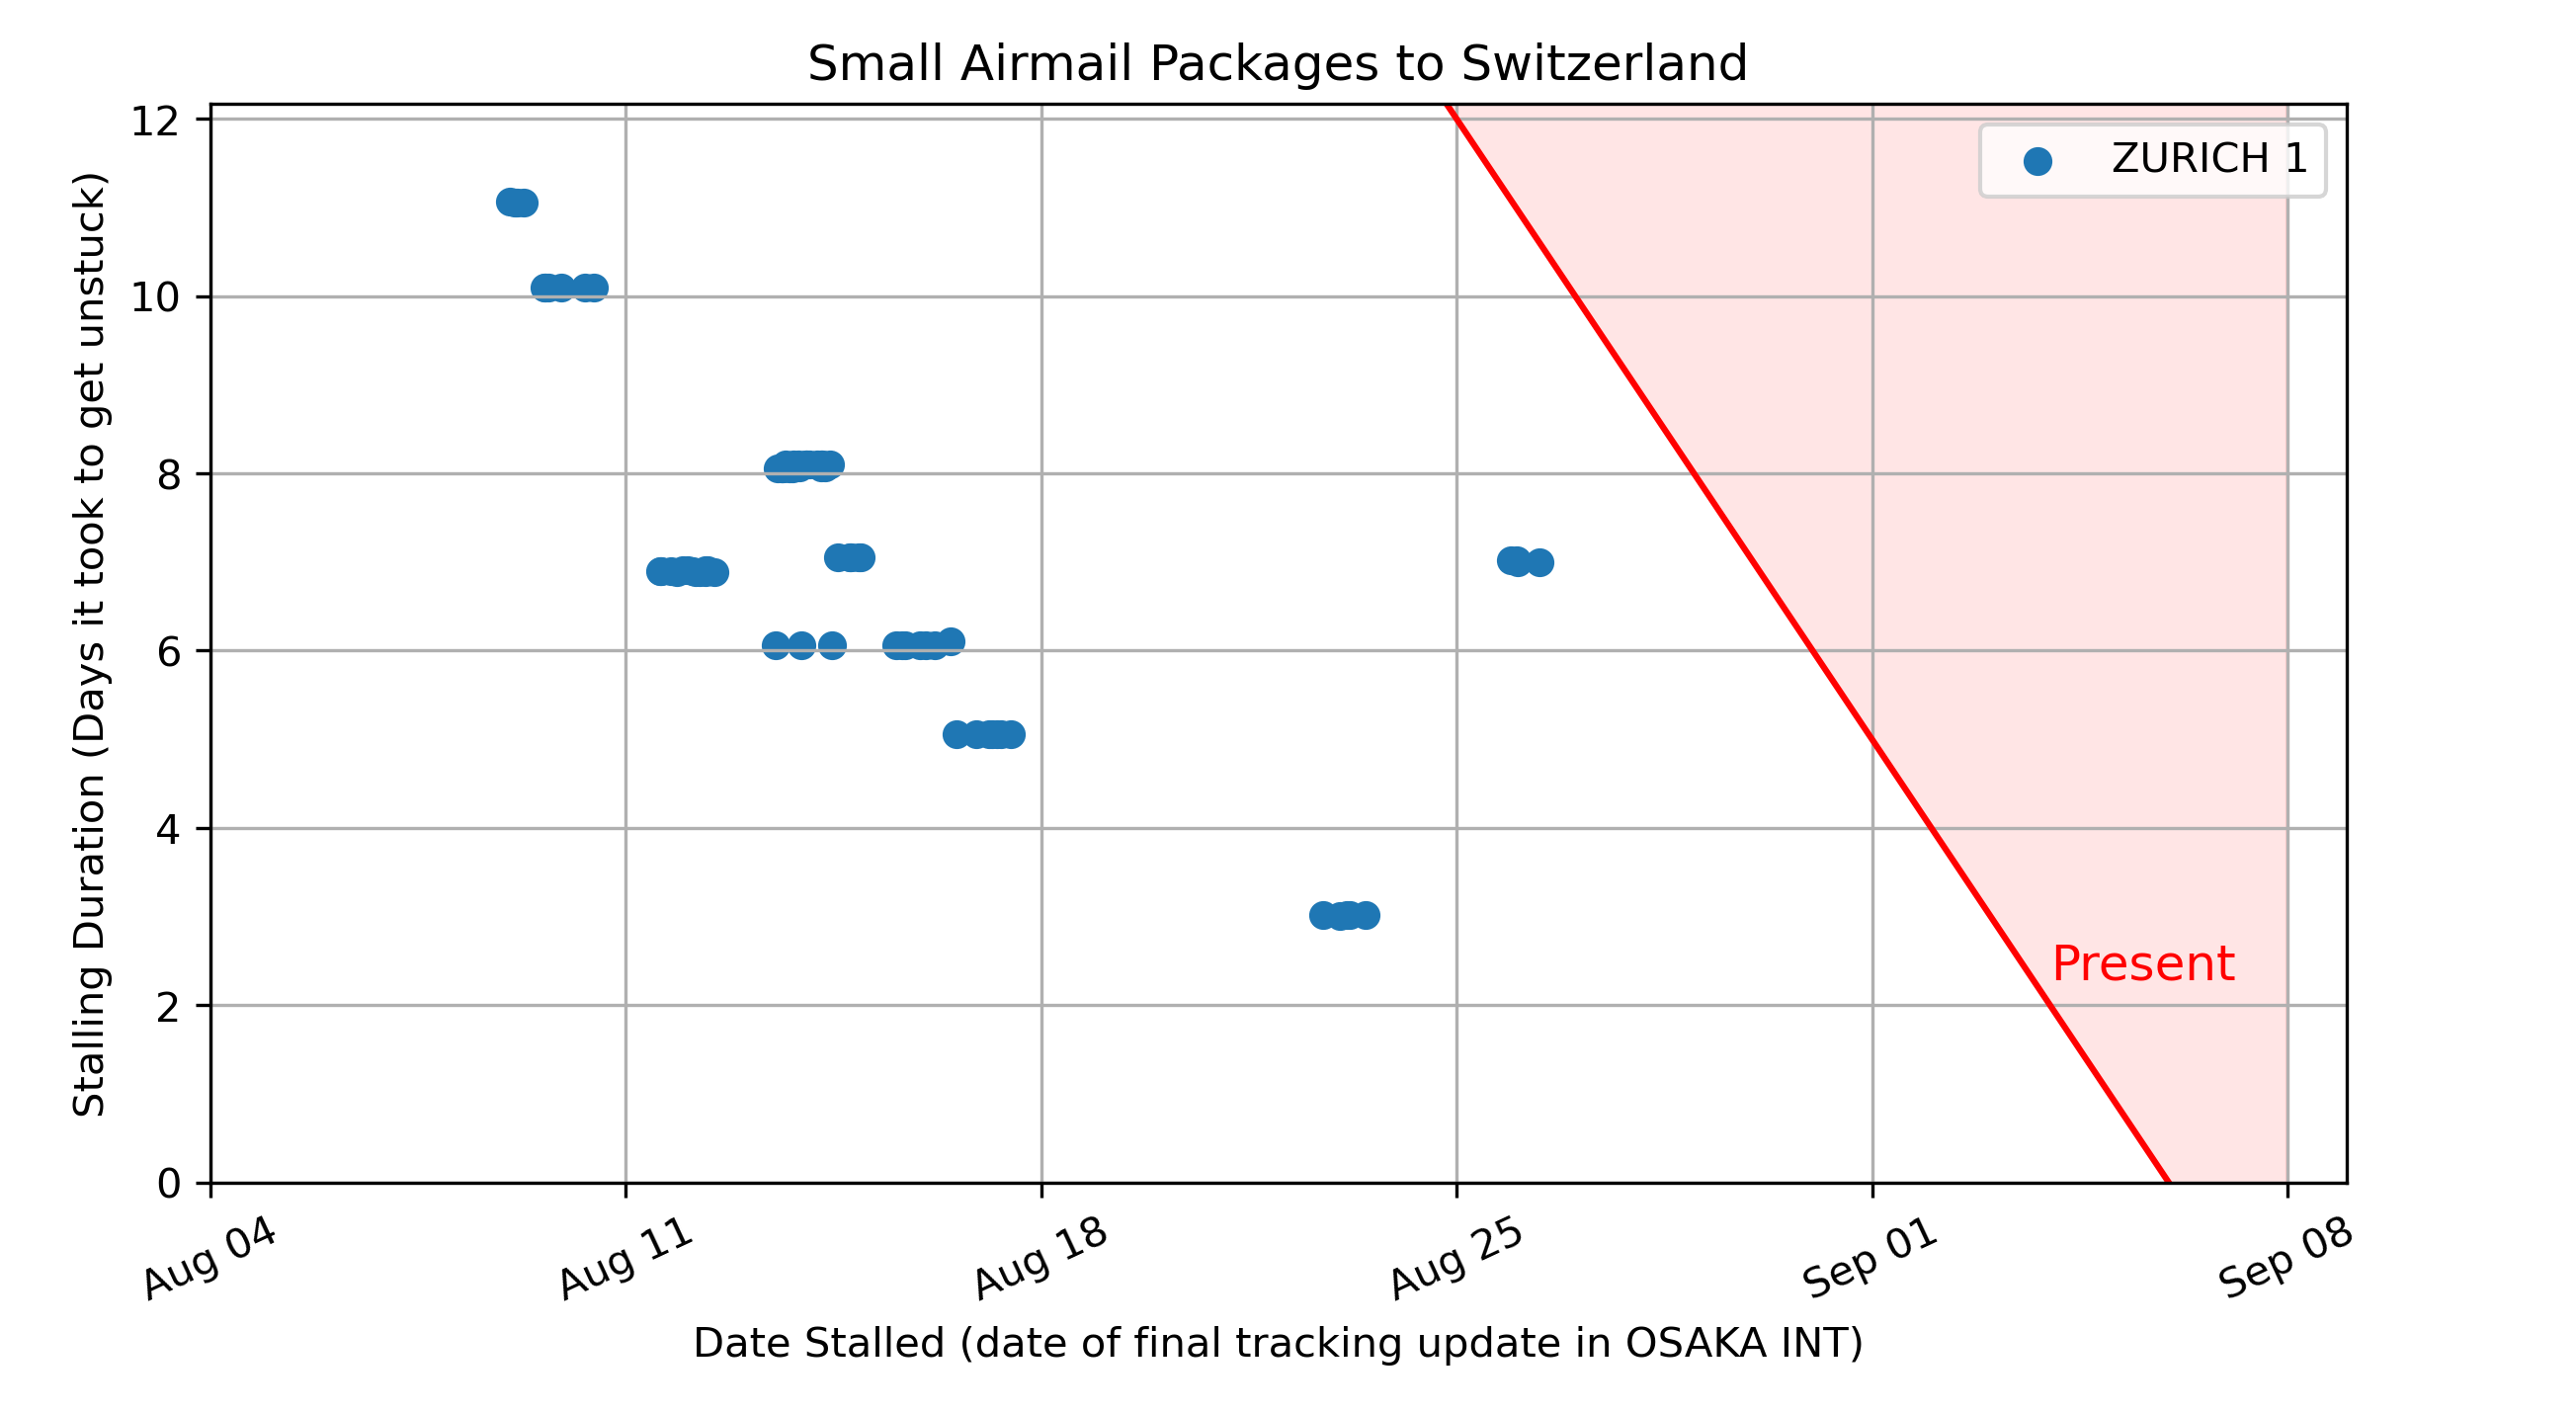 Small Airmail Packages to Switzerland
Stalling Duration (Days it took to get unstuck)
12
10
8
6
4
2
0
ZURICH 1
Present
Aug 04
Aug 11
Aug 18
Aug 25
Sep 01
Sep 08
Date Stalled (date of final tracking update in OSAKA INT)